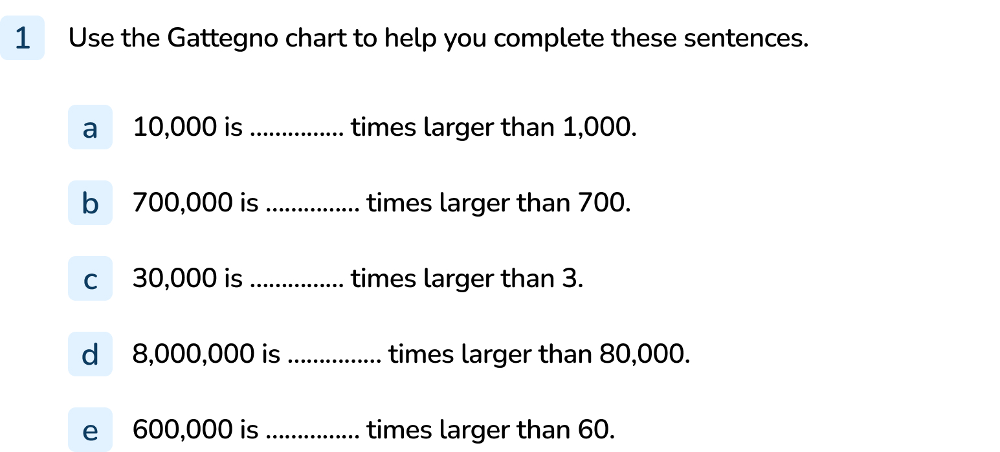 1 Use the Gattegno chart to help you complete these sentences.
a 10,000 is ............... times larger than 1,000.
b 700,000 is ............... times larger than 700.
c 30,000 is ............... times larger than 3.
d 8,000,000 is ............... times larger than 80,000.
e 600,000 is ............... times larger than 60.